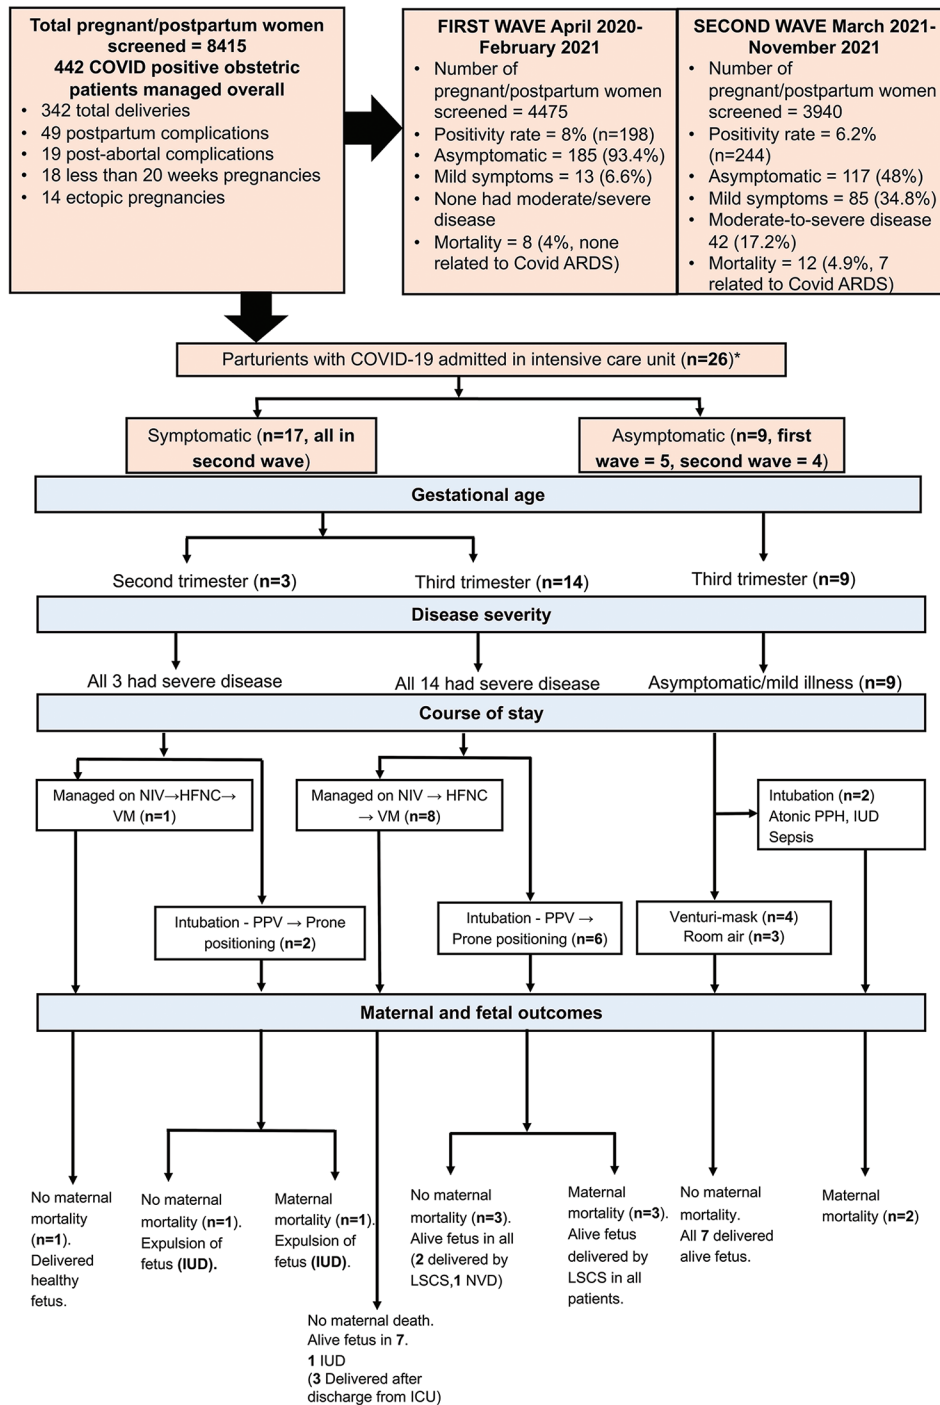 Total pregnant/postpartum women
screened = 8415
442 COVID positive obstetric
patients managed overall
• 342 total deliveries
• 49 postpartum complications
• 19 post-abortal complications
• 18 less than 20 weeks pregnancies
• 14 ectopic pregnancies
FIRST WAVE April 2020-
February 2021
• Number of
pregnant/postpartum women
screened = 4475
• Positivity rate = 8% (n=198)
• Asymptomatic = 185 (93.4%)
• Mild symptoms = 13 (6.6%)
• None had moderate/severe
disease
• Mortality = 8 (4%, none
related to Covid ARDS)
SECOND WAVE March 2021-
November 2021
• Number of
pregnant/postpartum women
screened = 3940
• Positivity rate = 6.2%
(n=244)
• Asymptomatic = 117 (48%)
• Mild symptoms = 85 (34.8%)
• Moderate-to-severe disease
42 (17.2%)
• Mortality = 12 (4.9%, 7
related to Covid ARDS)
Parturients with COVID-19 admitted in intensive care unit (n=26)*
Symptomatic (n=17, all in
second wave)
Asymptomatic (n=9, first
wave = 5, second wave = 4)
Gestational age
Second trimester (n=3)
Third trimester (n=14)
Third trimester (n=9)
Disease severity
All 3 had severe disease
All 14 had severe disease
Asymptomatic/mild illness (n=9)
Course of stay
Managed on NIV→HFNC→
VM (n=1)
Managed on NIV → HFNC
→ VM (n=8)
Intubation (n=2)
Atonic PPH, IUD
Sepsis
Intubation - PPV → Prone
positioning (n=2)
Intubation - PPV →
Prone positioning (n=6)
Venturi-mask (n=4)
Room air (n=3)
Maternal and fetal outcomes
No maternal
mortality
(n=1).
Delivered
healthy
fetus.
No maternal
mortality (n=1).
Expulsion of
fetus (IUD).
Maternal
mortality (n=1).
Expulsion of
fetus (IUD).
No maternal death.
Alive fetus in 7.
1 IUD
(3 Delivered after
discharge from ICU)
No maternal
mortality (n=3).
Alive fetus in all
(2 delivered by
LSCS,1 NVD)
Maternal
mortality (n=3).
Alive fetus
delivered by
LSCS in all
patients.
No maternal
mortality.
All 7 delivered
alive fetus.
Maternal
mortality (n=2)